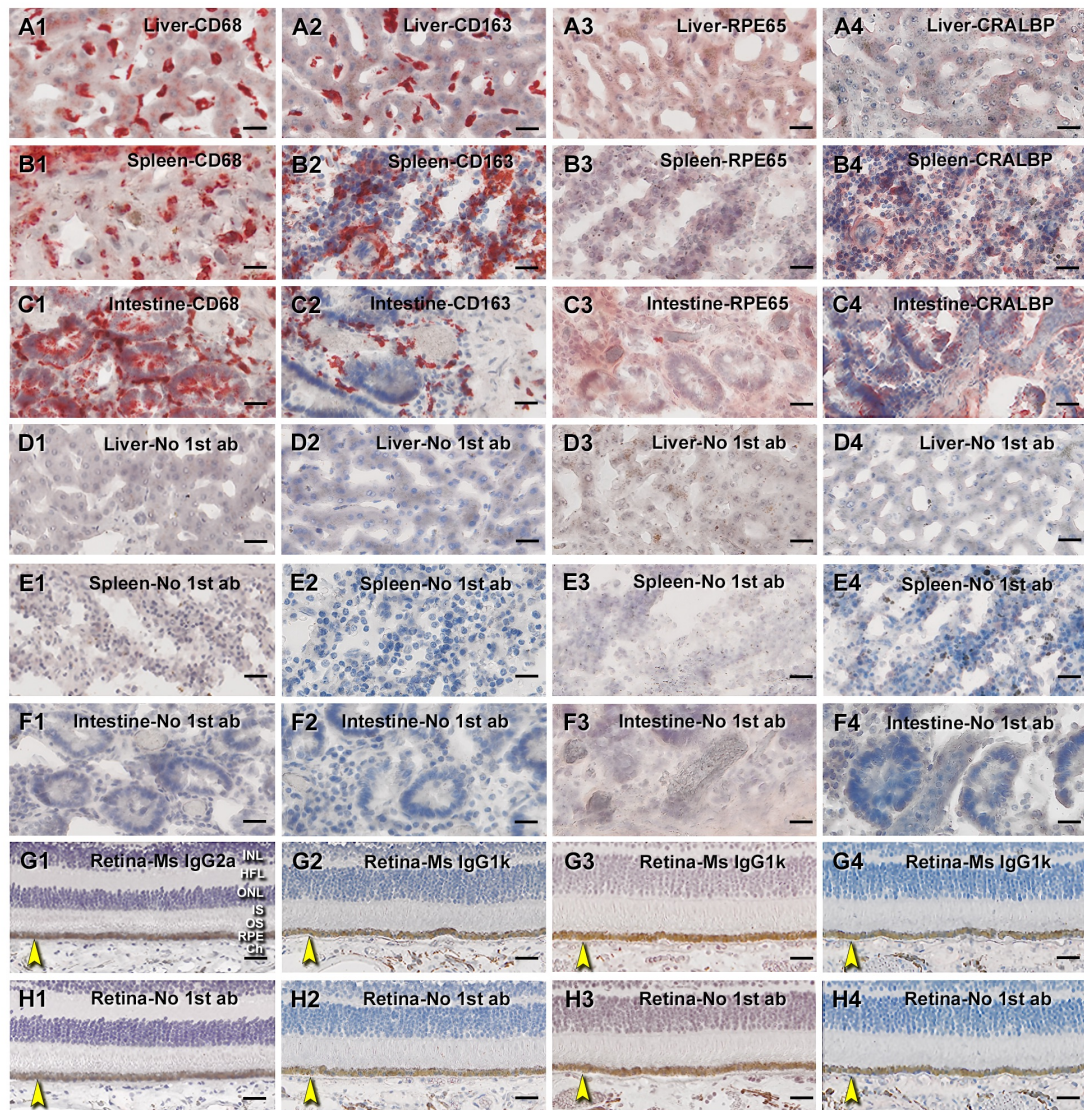 A1 Liver-CD68
A2 Liver-CD163
A3 Liver-RPE65
A4 Liver-CRALBP
B1 Spleen-CD68
B2 Spleen-CD163
B3 Spleen-RPE65
B4 Spleen-CRALBP
C1 Intestine-CD68
C2 Intestine-CD163
C3 Intestine-RPE65
C4 Intestine-CRALBP
D1 Liver-No 1st ab
D2 Liver-No 1st ab
D3 Liver-No 1st ab
D4 Liver-No 1st ab
E1 Spleen-No 1st ab
E2 Spleen-No 1st ab
E3 Spleen-No 1st ab
E4 Spleen-No 1st ab
F1 Intestine-No 1st ab
F2 Intestine-No 1st ab
F3 Intestine-No 1st ab
F4 Intestine-No 1st ab
G1 Retina-Ms IgG2a
INL
HFL
ONL
IS
OS
RPE
Ch
G2 Retina-Ms IgG1k
G3 Retina-Ms IgG1k
G4 Retina-Ms IgG1k
H1 Retina-No 1st ab
H2 Retina-No 1st ab
H3 Retina-No 1st ab
H4 Retina-No 1st ab